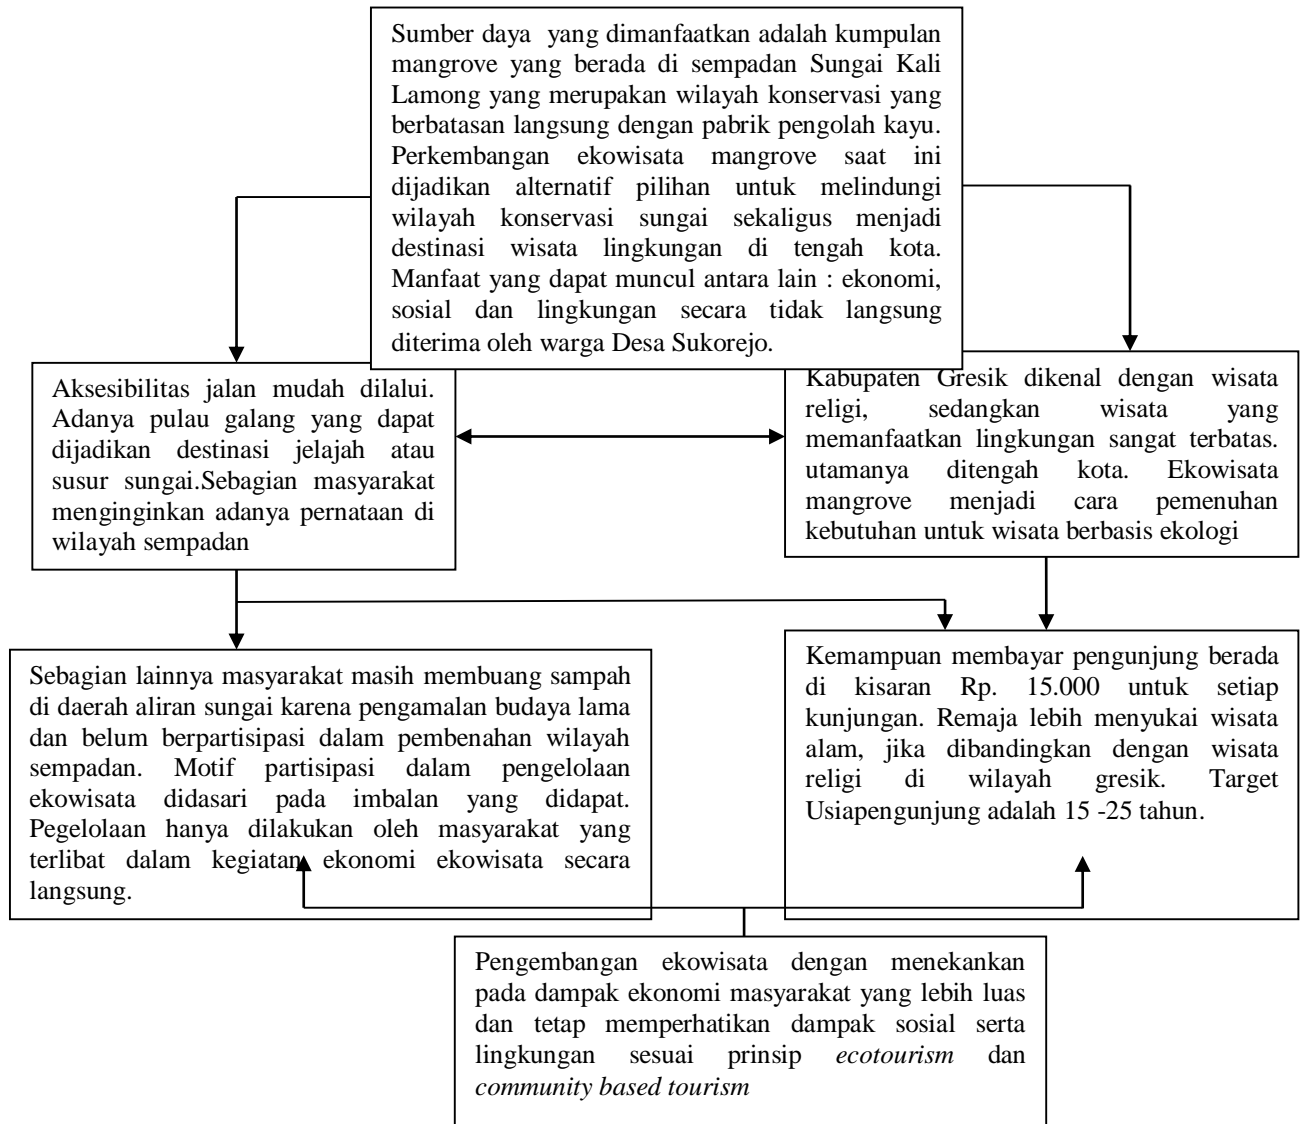 Sumber daya yang dimanfaatkan adalah kumpulan
mangrove yang berada di sempadan Sungai Kali
Lamong yang merupakan wilayah konservasi yang
berbatasan langsung dengan pabrik pengolah kayu.
Perkembangan ekowisata mangrove saat ini
dijadikan alternatif pilihan untuk melindungi
wilayah konservasi sungai sekaligus menjadi
destinasi wisata lingkungan di tengah kota.
Manfaat yang dapat muncul antara lain : ekonomi,
sosial dan lingkungan secara tidak langsung
diterima oleh warga Desa Sukorejo.
Aksesibilitas jalan mudah dilalui.
Adanya pulau galang yang dapat
dijadikan destinasi jelajah atau
susur sungai.Sebagian masyarakat
menginginkan adanya pernataan di
wilayah sempadan
Kabupaten Gresik dikenal dengan wisata
religi, sedangkan wisata yang
memanfaatkan lingkungan sangat terbatas.
utamanya ditengah kota. Ekowisata
mangrove menjadi cara pemenuhan
kebutuhan untuk wisata berbasis ekologi
Sebagian lainnya masyarakat masih membuang sampah
di daerah aliran sungai karena pengamalan budaya lama
dan belum berpartisipasi dalam pembenahan wilayah
sempadan. Motif partisipasi dalam pengelolaan
ekowisata didasari pada imbalan yang didapat.
Pegelolaan hanya dilakukan oleh masyarakat yang
terlibat dalam kegiatan ekonomi ekowisata secara
langsung.
Kemampuan membayar pengunjung berada
di kisaran Rp. 15.000 untuk setiap
kunjungan. Remaja lebih menyukai wisata
alam, jika dibandingkan dengan wisata
religi di wilayah gresik. Target
Usiapengunjung adalah 15 -25 tahun.
Pengembangan ekowisata dengan menekankan
pada dampak ekonomi masyarakat yang lebih luas
dan tetap memperhatikan dampak sosial serta
lingkungan sesuai prinsip ecotourism dan
community based tourism